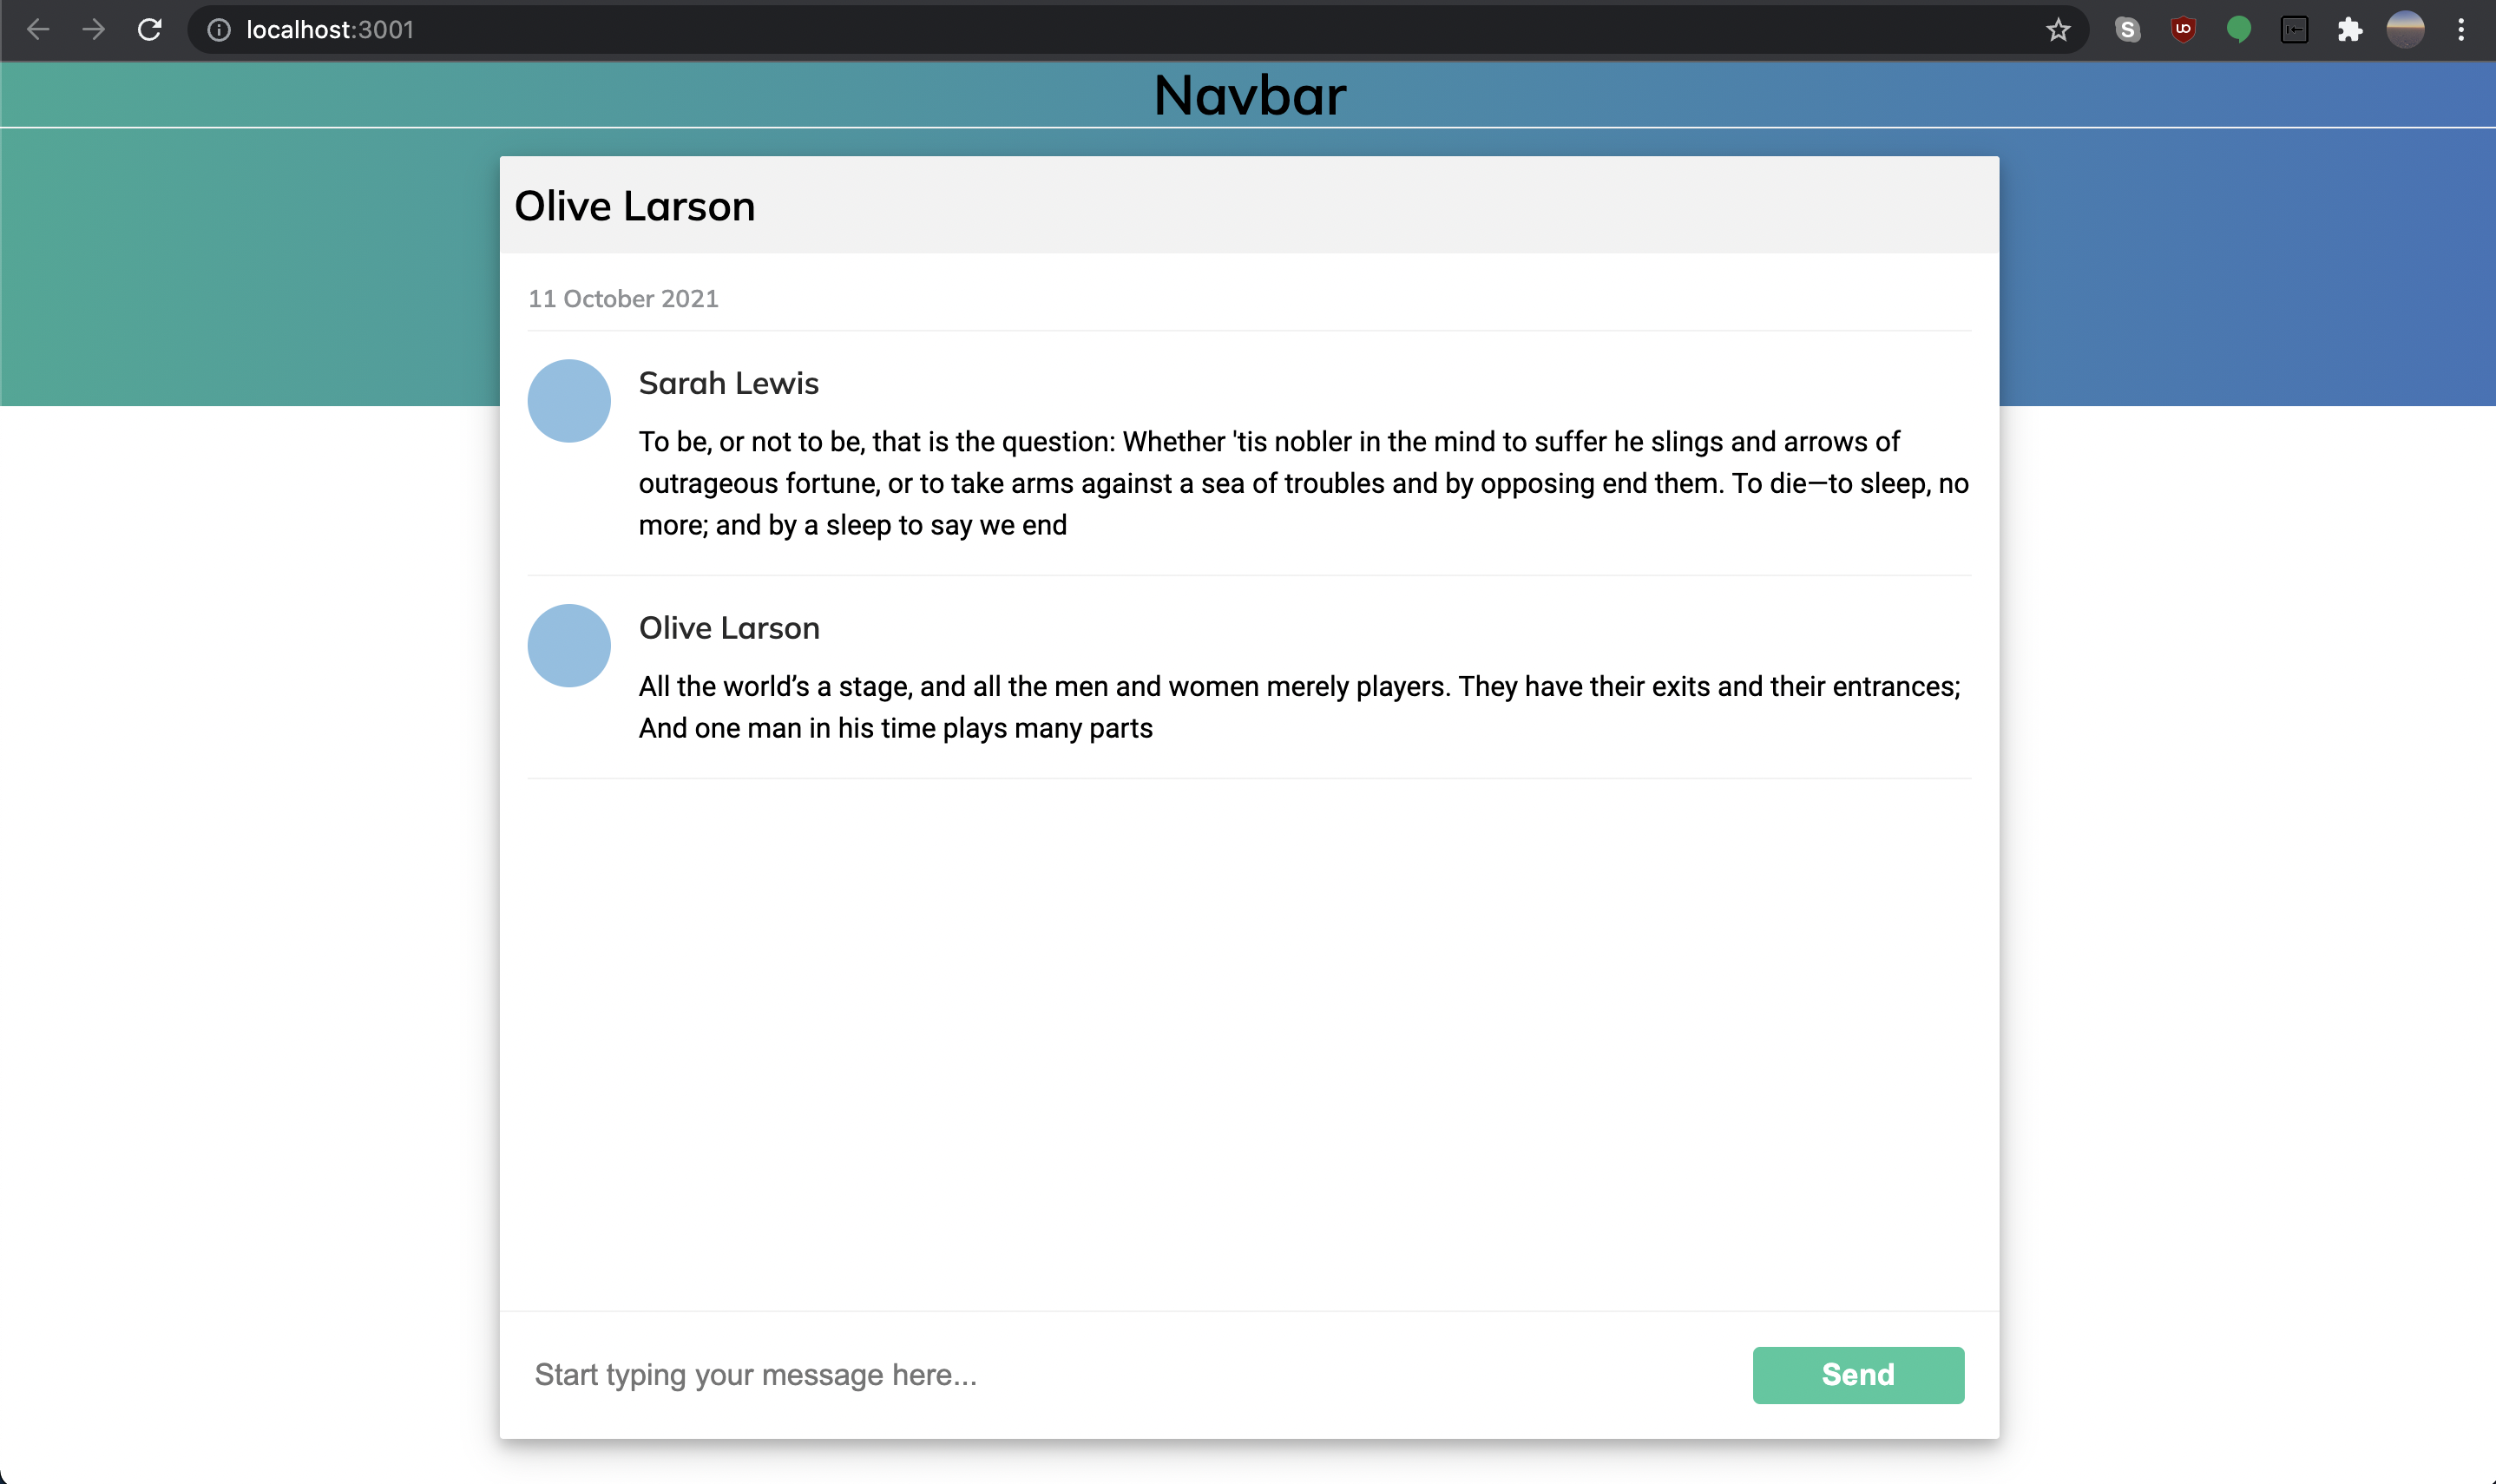 localhost:3001
Navbar
Olive Larson
11 October 2021
Sarah Lewis
To be, or not to be, that is the question: Whether 'tis nobler in the mind to suffer he slings and arrows of
outrageous fortune, or to take arms against a sea of troubles and by opposing end them. To die—to sleep, no
more; and by a sleep to say we end
Olive Larson
All the world’s a stage, and all the men and women merely players. They have their exits and their entrances;
And one man in his time plays many parts
Start typing your message here...
Send